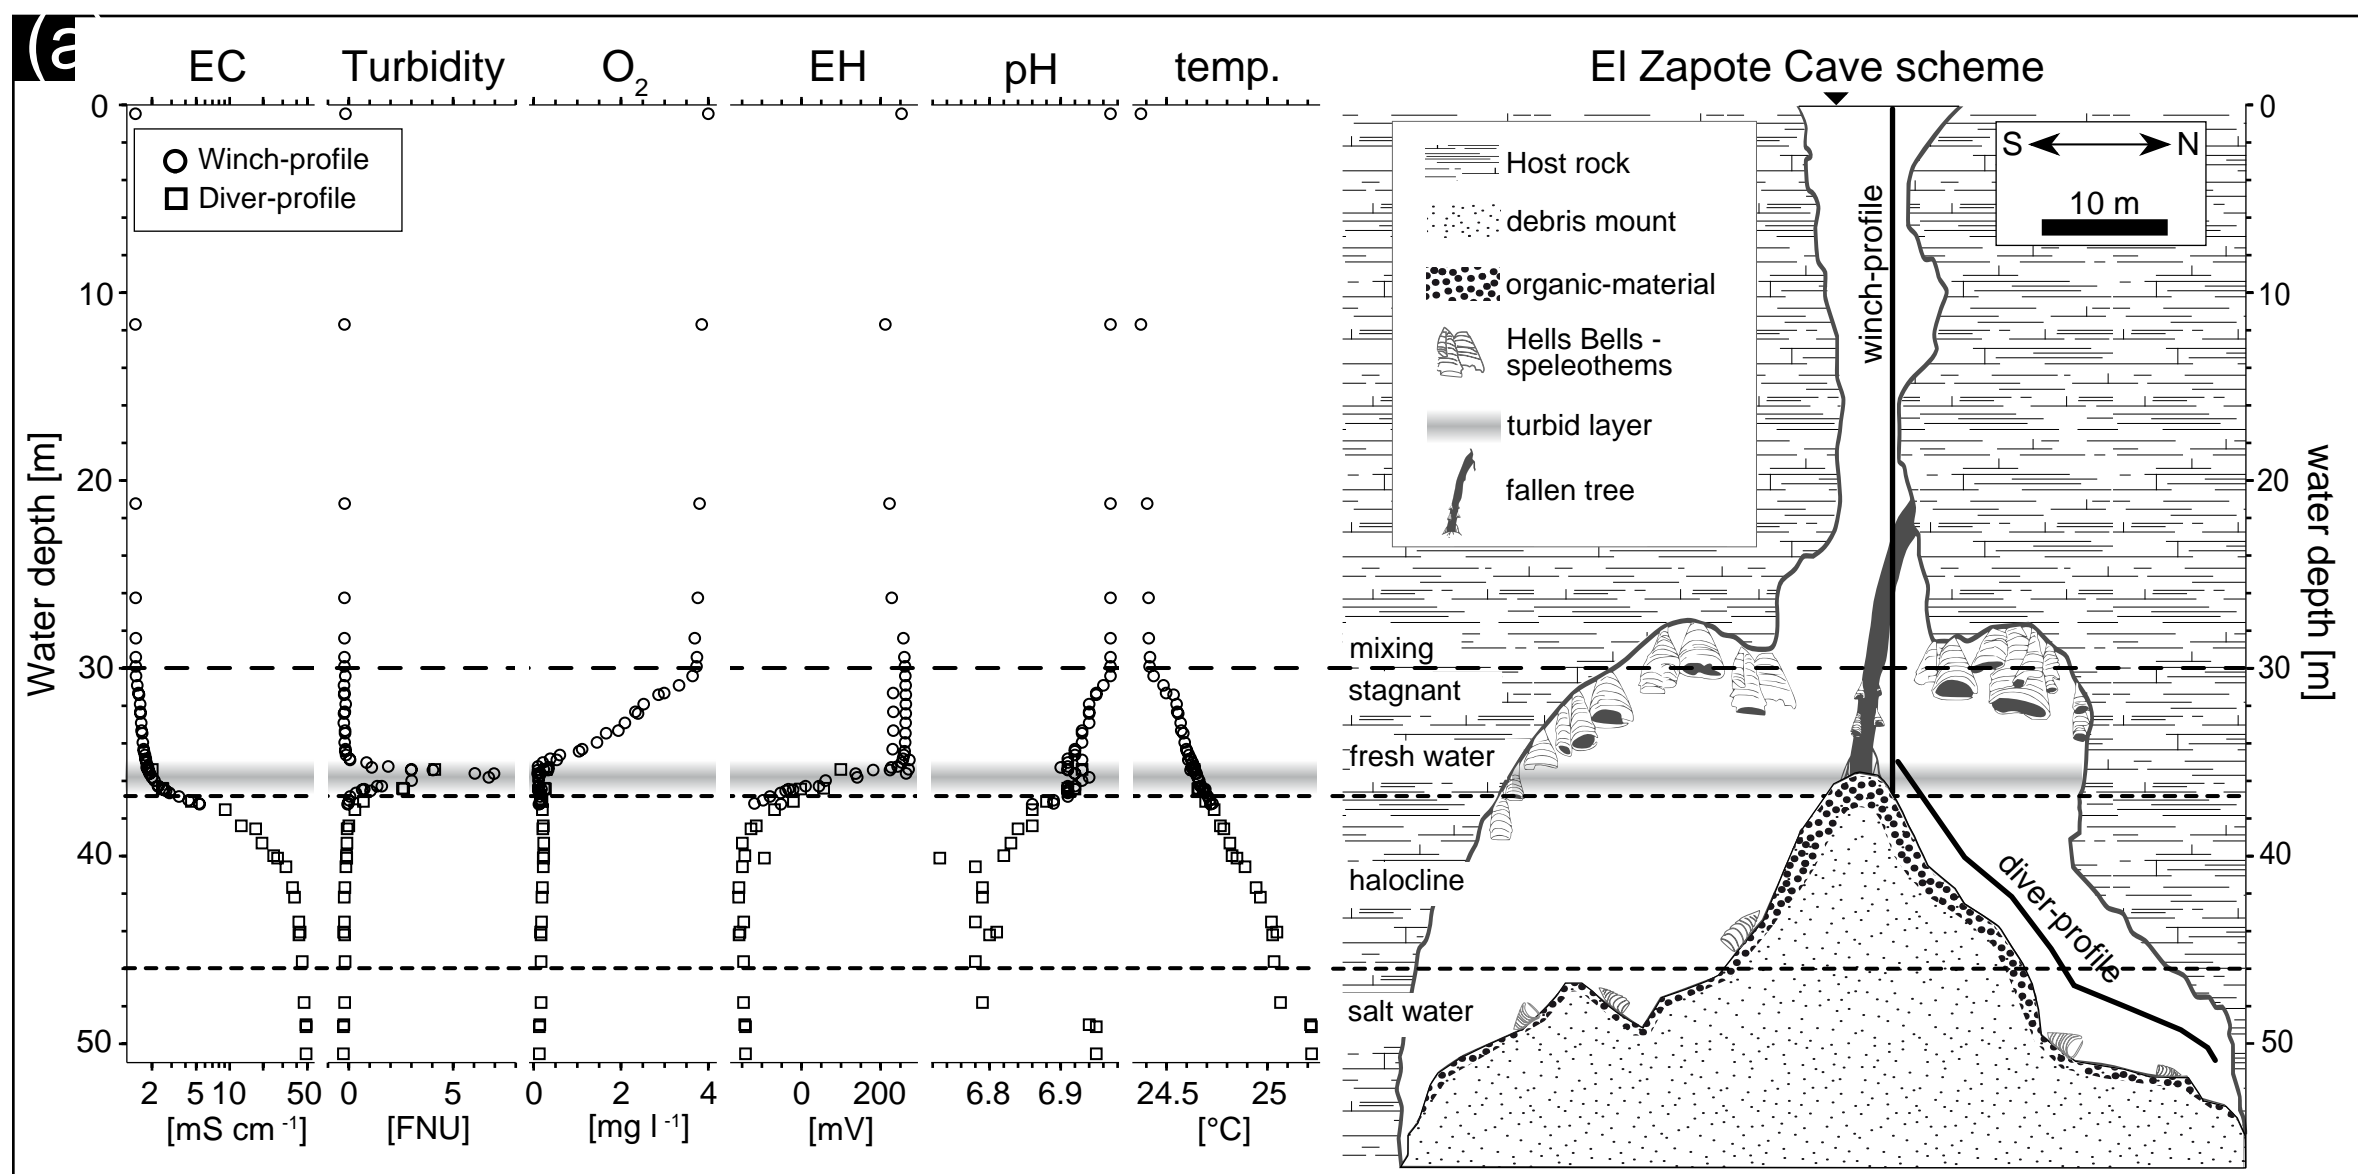 (a
EC Turbidity O2 EH pH temp. El Zapote Cave scheme
0
10
20
30
40
50
Water depth [m]
Winch-profile
Diver-profile
2 5 10 50
[mS cm -1]
0 5
[FNU]
0 2 4
[mg l -1]
0 200
[mV]
6.8 6.9
24.5 25
[°C]
Host rock
debris mount
organic-material
Hells Bells -
speleothems
turbid layer
fallen tree
winch-profile
S N
10 m
mixing
stagnant
fresh water
halocline
salt water
diver-profile
0
10
20
30
40
50
water depth [m]